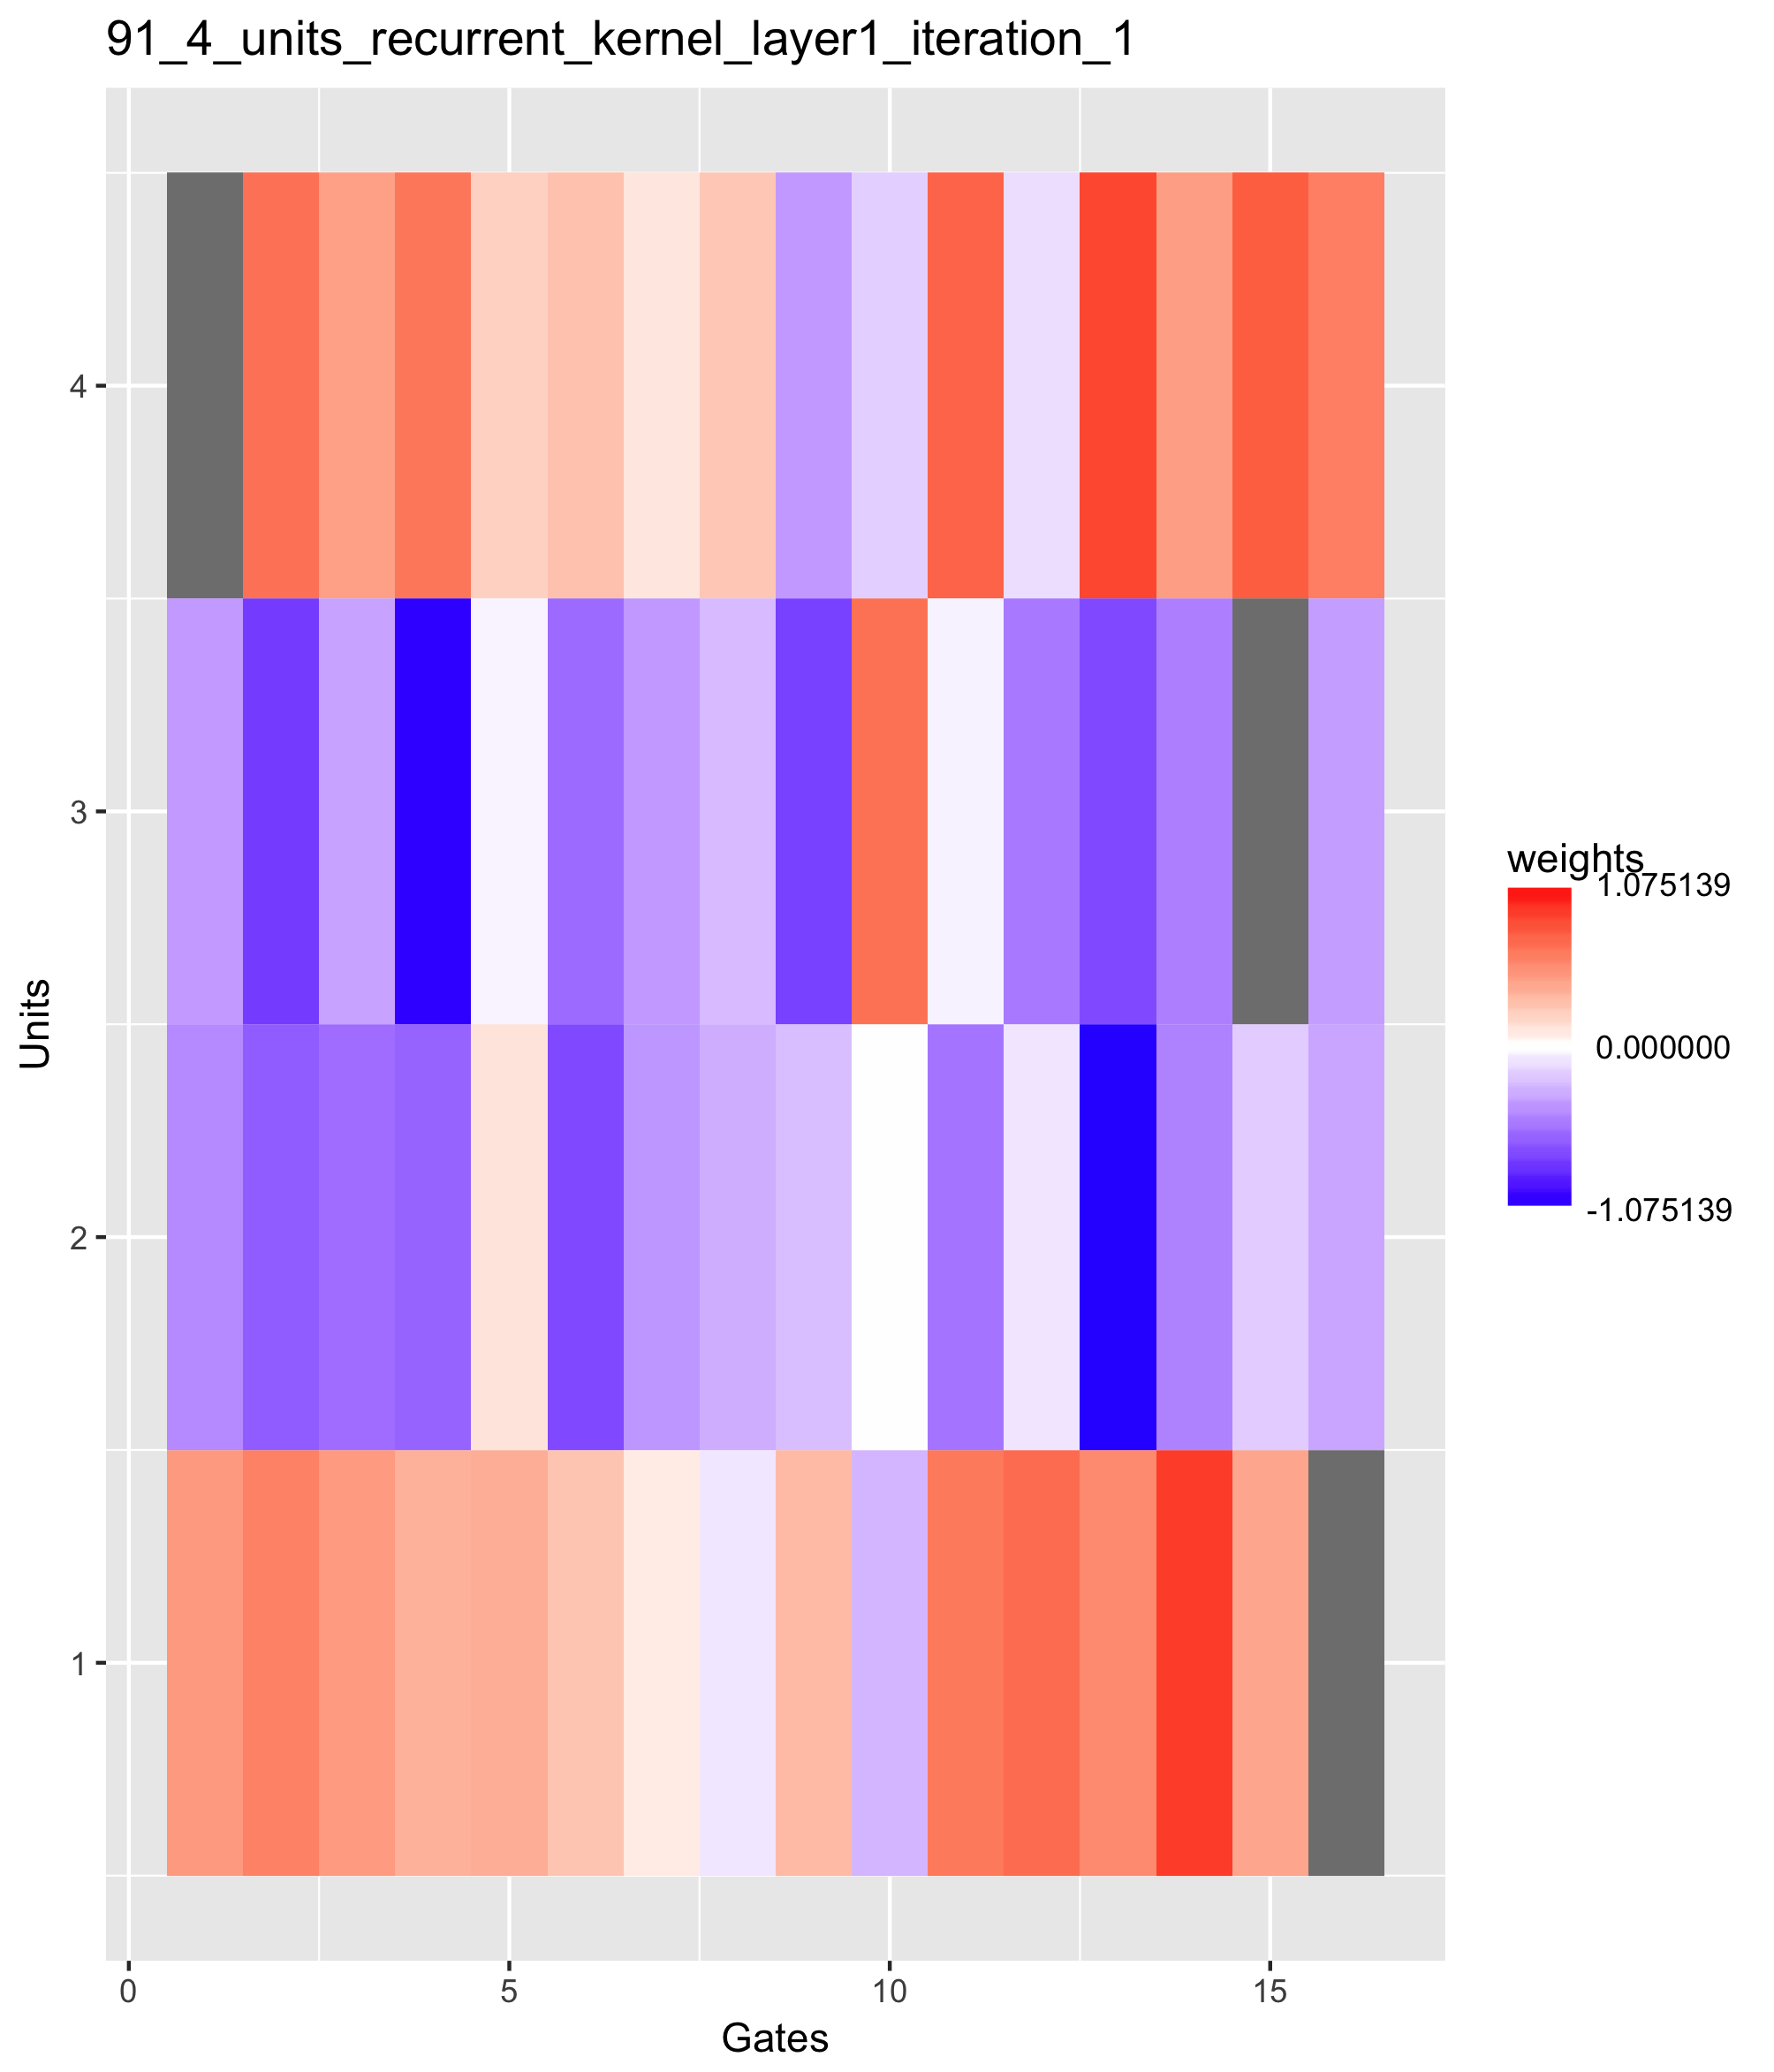 91_4_units_recurrent_kernel_layer1_iteration_1
4
3
2
1
Units
0 5 10 15
Gates
weights
1.075139
0.000000
-1.075139